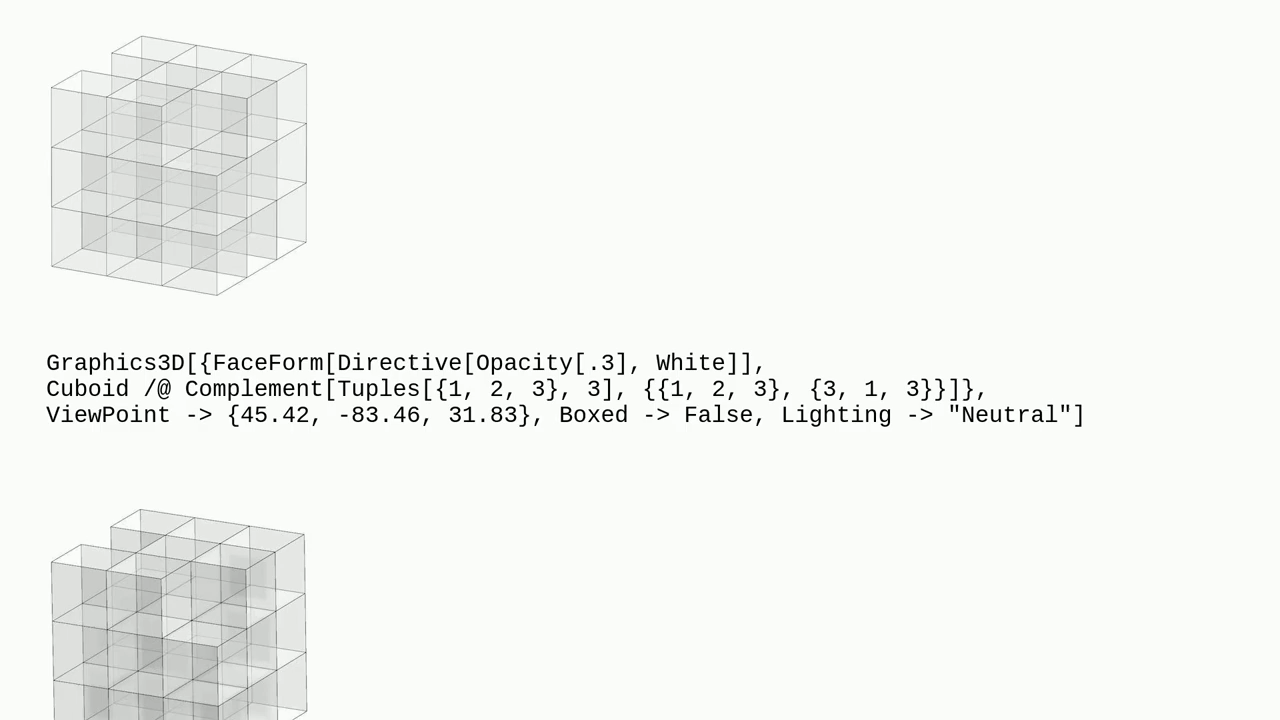 Graphics3D[{FaceForm[Directive[Opacity[.3], White]],
Cuboid /@ Complement[Tuples[{1, 2, 3}, 3], {{1, 2, 3}, {3, 1, 3}}]},
ViewPoint -> {45.42, -83.46, 31.83}, Boxed -> False, Lighting -> "Neutral"]